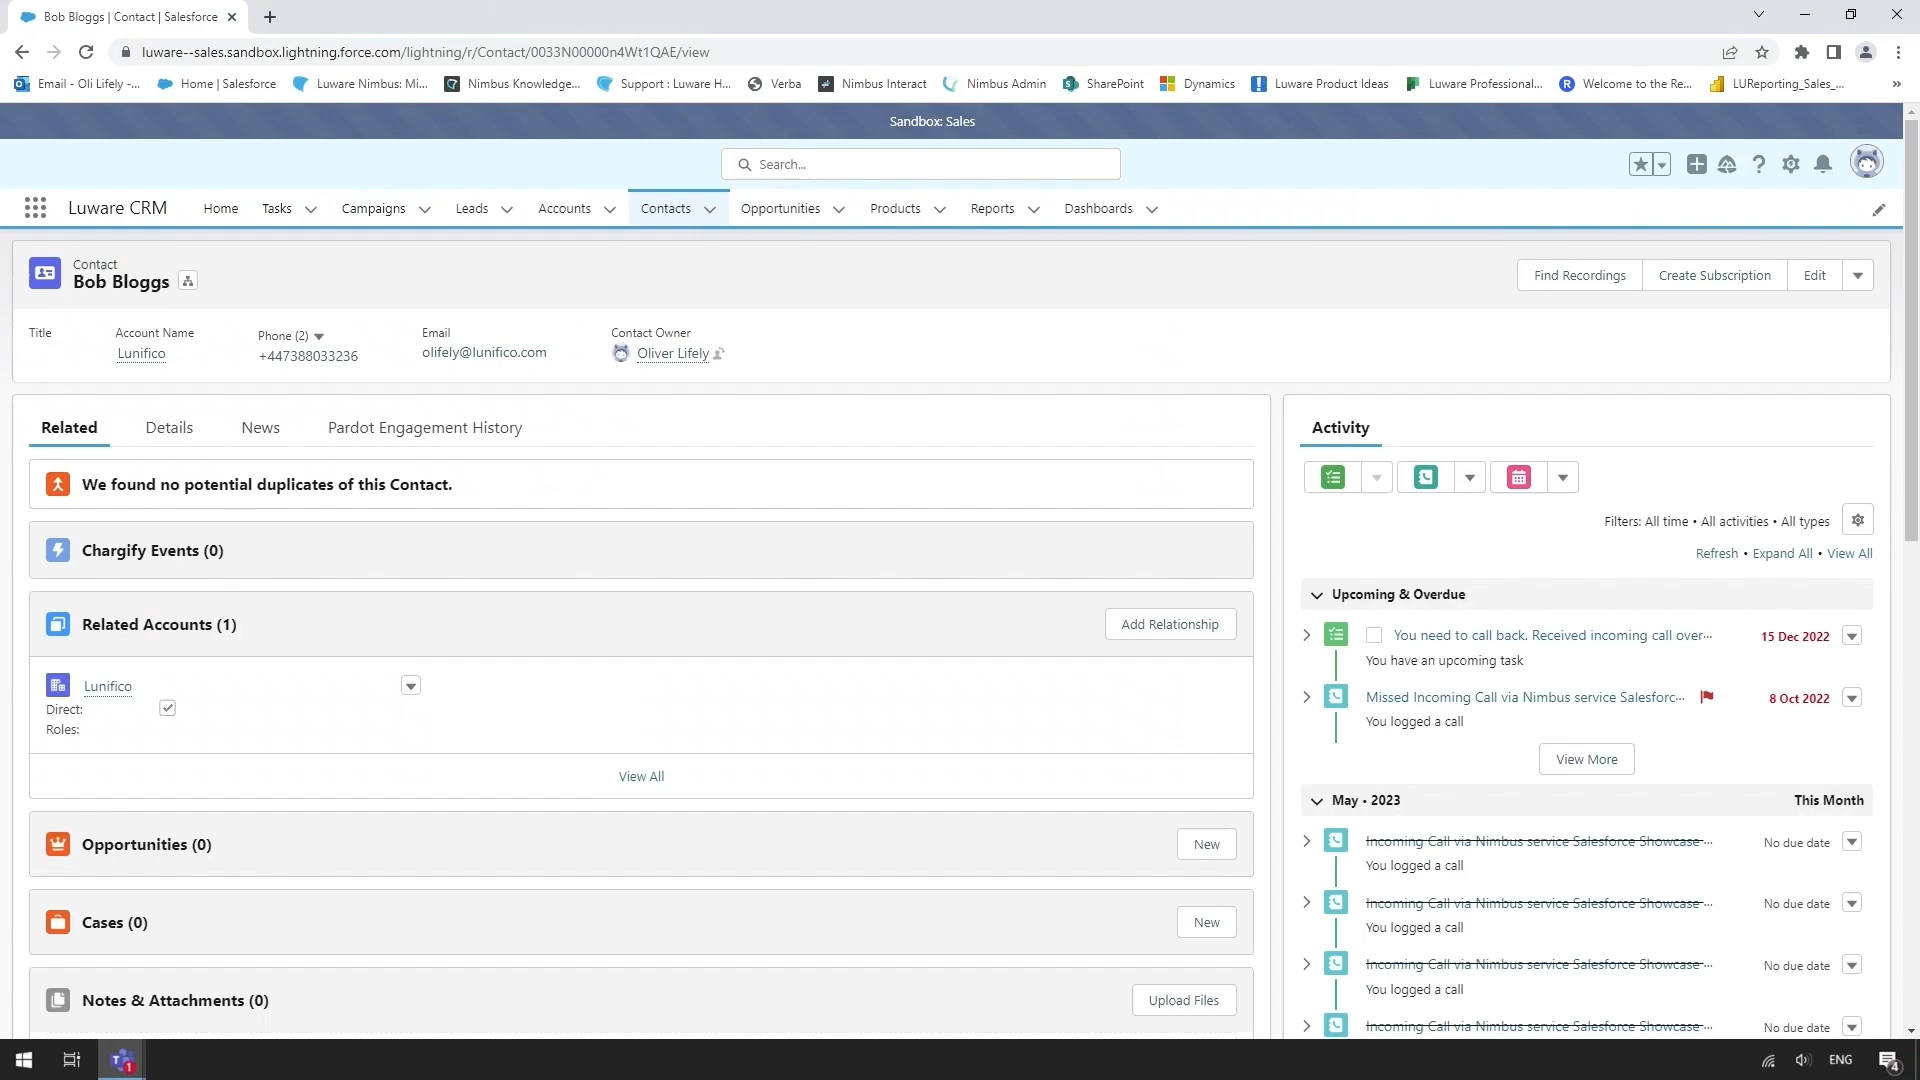 Bob Bloggs | Contact | Salesforce
luware--sales.sandbox.lightning.force.com/lightning/r/Contact/0033N00000n4Wt1QAE/view
Email - Oli Lifely -... Home | Salesforce Luware Nimbus: Mi... Nimbus Knowledge... Support : Luware H... Verba Nimbus Interact Nimbus Admin SharePoint Dynamics Luware Product Ideas Luware Professional... Welcome to the Re... LUReporting_Sales_...
Sandbox: Sales
Search...
Luware CRM Home Tasks Campaigns Leads Accounts Contacts Opportunities Products Reports Dashboards
Contact
Bob Bloggs
Find Recordings Create Subscription Edit
Title Account Name Phone (2) Email Contact Owner
Lunifico +447388033236 olifely@lunifico.com Oliver Lifely
Related Details News Pardot Engagement History
We found no potential duplicates of this Contact.
Chargify Events (0)
Related Accounts (1) Add Relationship
Lunifico
Direct:
Roles:
View All
Opportunities (0) New
Cases (0) New
Notes & Attachments (0) Upload Files
Activity
Filters: All time • All activities • All types
Refresh • Expand All • View All
Upcoming & Overdue
You need to call back. Received incoming call over... 15 Dec 2022
You have an upcoming task
Missed Incoming Call via Nimbus service Salesforc... 8 Oct 2022
You logged a call
View More
May • 2023 This Month
Incoming Call via Nimbus service Salesforce Showcase ... No due date
You logged a call
Incoming Call via Nimbus service Salesforce Showcase ... No due date
You logged a call
Incoming Call via Nimbus service Salesforce Showcase ... No due date
You logged a call
Incoming Call via Nimbus service Salesforce Showcase ... No due date
T 1
ENG 4